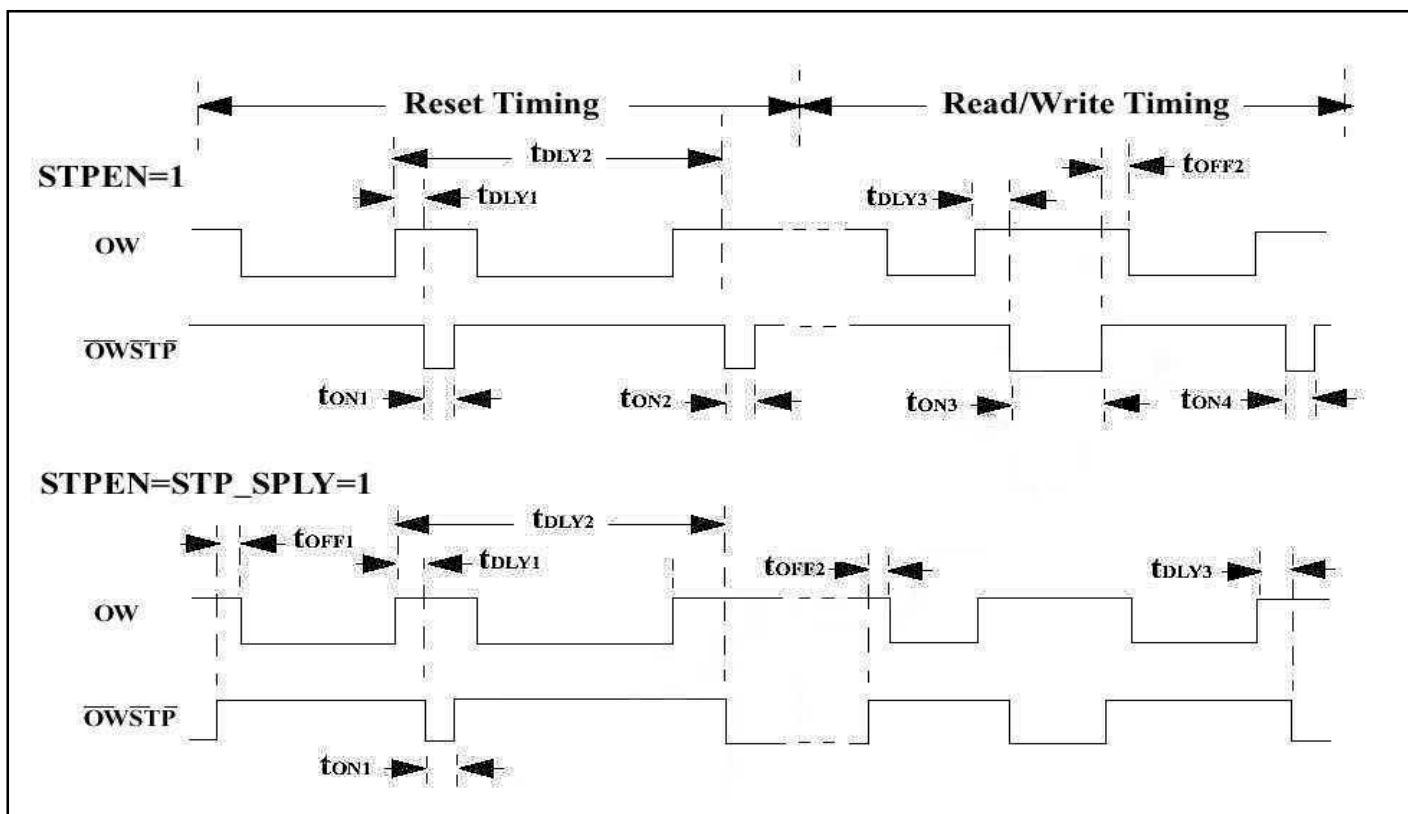 Reset Timing Read/Write Timing
tDLY2
STPEN=1 tOFF2
tDLY1 tDLY3
OW
OWSTP
tON1 tON2 tON3 tON4
STPEN=STP_SPLY=1
tDLY2
tOFF1 tDLY1 tOFF2 tDLY3
OW
OWSTP
tON1